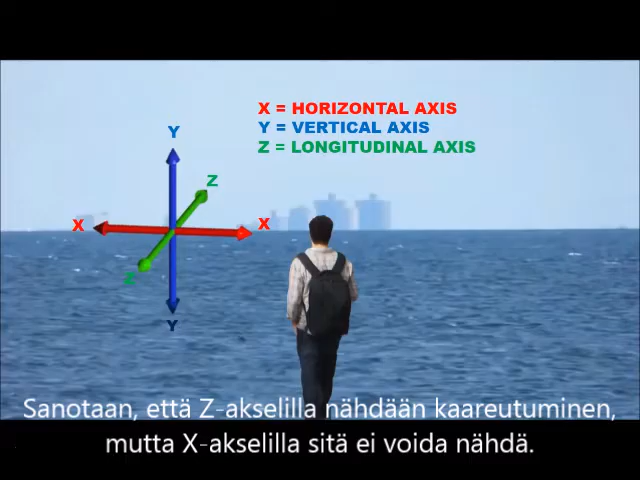 X = HORIZONTAL AXIS
Y = VERTICAL AXIS
Z = LONGITUDINAL AXIS
Y
Z
X
X
Z
Y
Sanotaan, että Z-akselilla nähdään kaareutuminen,
mutta X-akselilla sitä ei voida nähdä.